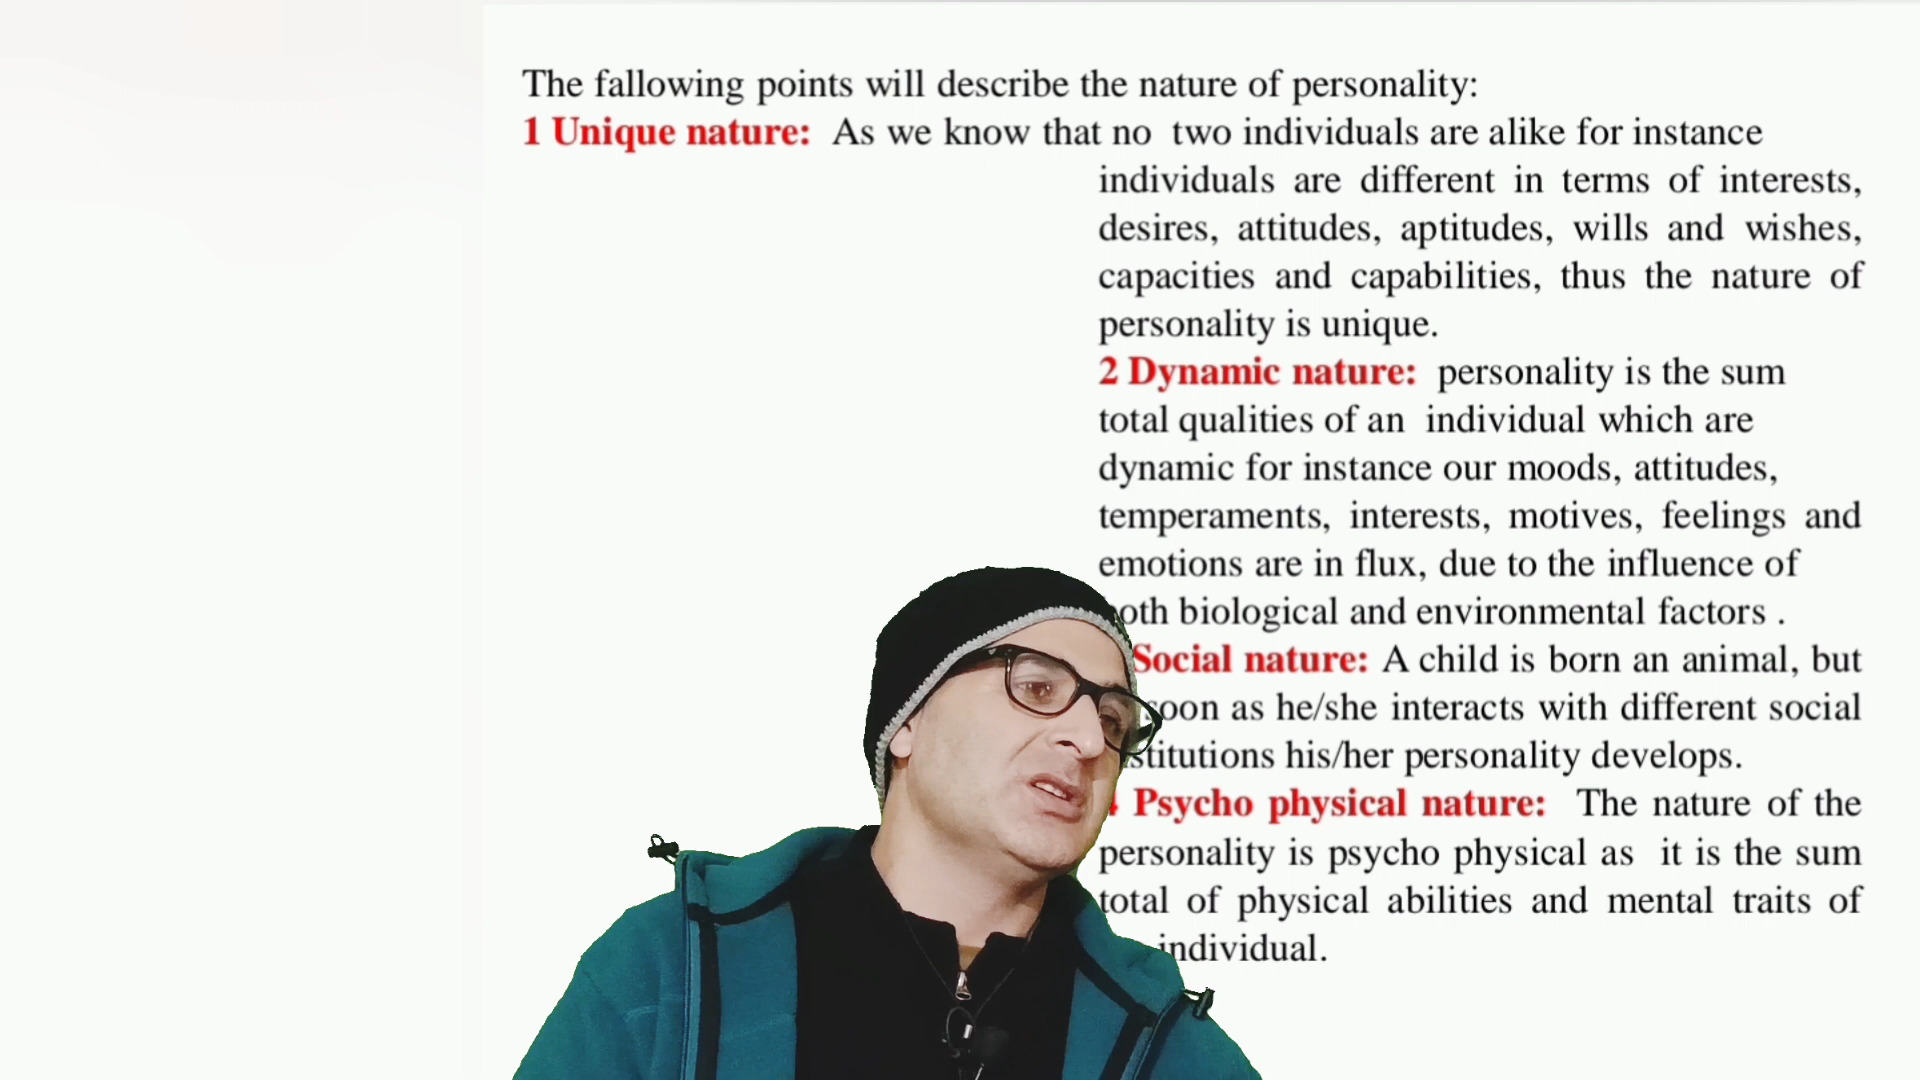 The fallowing points will describe the nature of personality:
1 Unique nature: As we know that no two individuals are alike for instance
individuals are different in terms of interests,
desires, attitudes, aptitudes, wills and wishes,
capacities and capabilities, thus the nature of
personality is unique.
2 Dynamic nature: personality is the sum
total qualities of an individual which are
dynamic for instance our moods, attitudes,
temperaments, interests, motives, feelings and
emotions are in flux, due to the influence of
biological and environmental factors .
Social nature: A child is born an animal, but
soon as he/she interacts with different social
his/her personality develops.
Psycho physical nature: The nature of the
personality is psycho physical as it is the sum
total of physical abilities and mental traits of
individual.